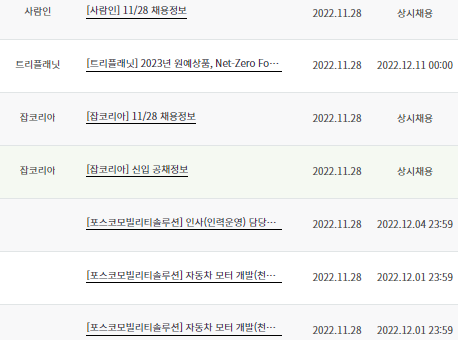 사람인 [사람인] 11/28 채용정보 2022.11.28 상시채용
트리플래닛 [트리플래닛] 2023년 원예상품, Net-Zero Fo··· 2022.11.28 2022.12.11 00:00
잡코리아 [잡코리아] 11/28 채용정보 2022.11.28 상시채용
잡코리아 [잡코리아] 신입 공채정보 2022.11.28 상시채용
[포스코모빌리티솔루션] 인사(인력운영) 담당··· 2022.11.28 2022.12.04 23:59
[포스코모빌리티솔루션] 자동차 모터 개발(천··· 2022.11.28 2022.12.01 23:59
[포스코모빌리티솔루션] 자동차 모터 개발(천··· 2022.11.28 2022.12.01 23:59